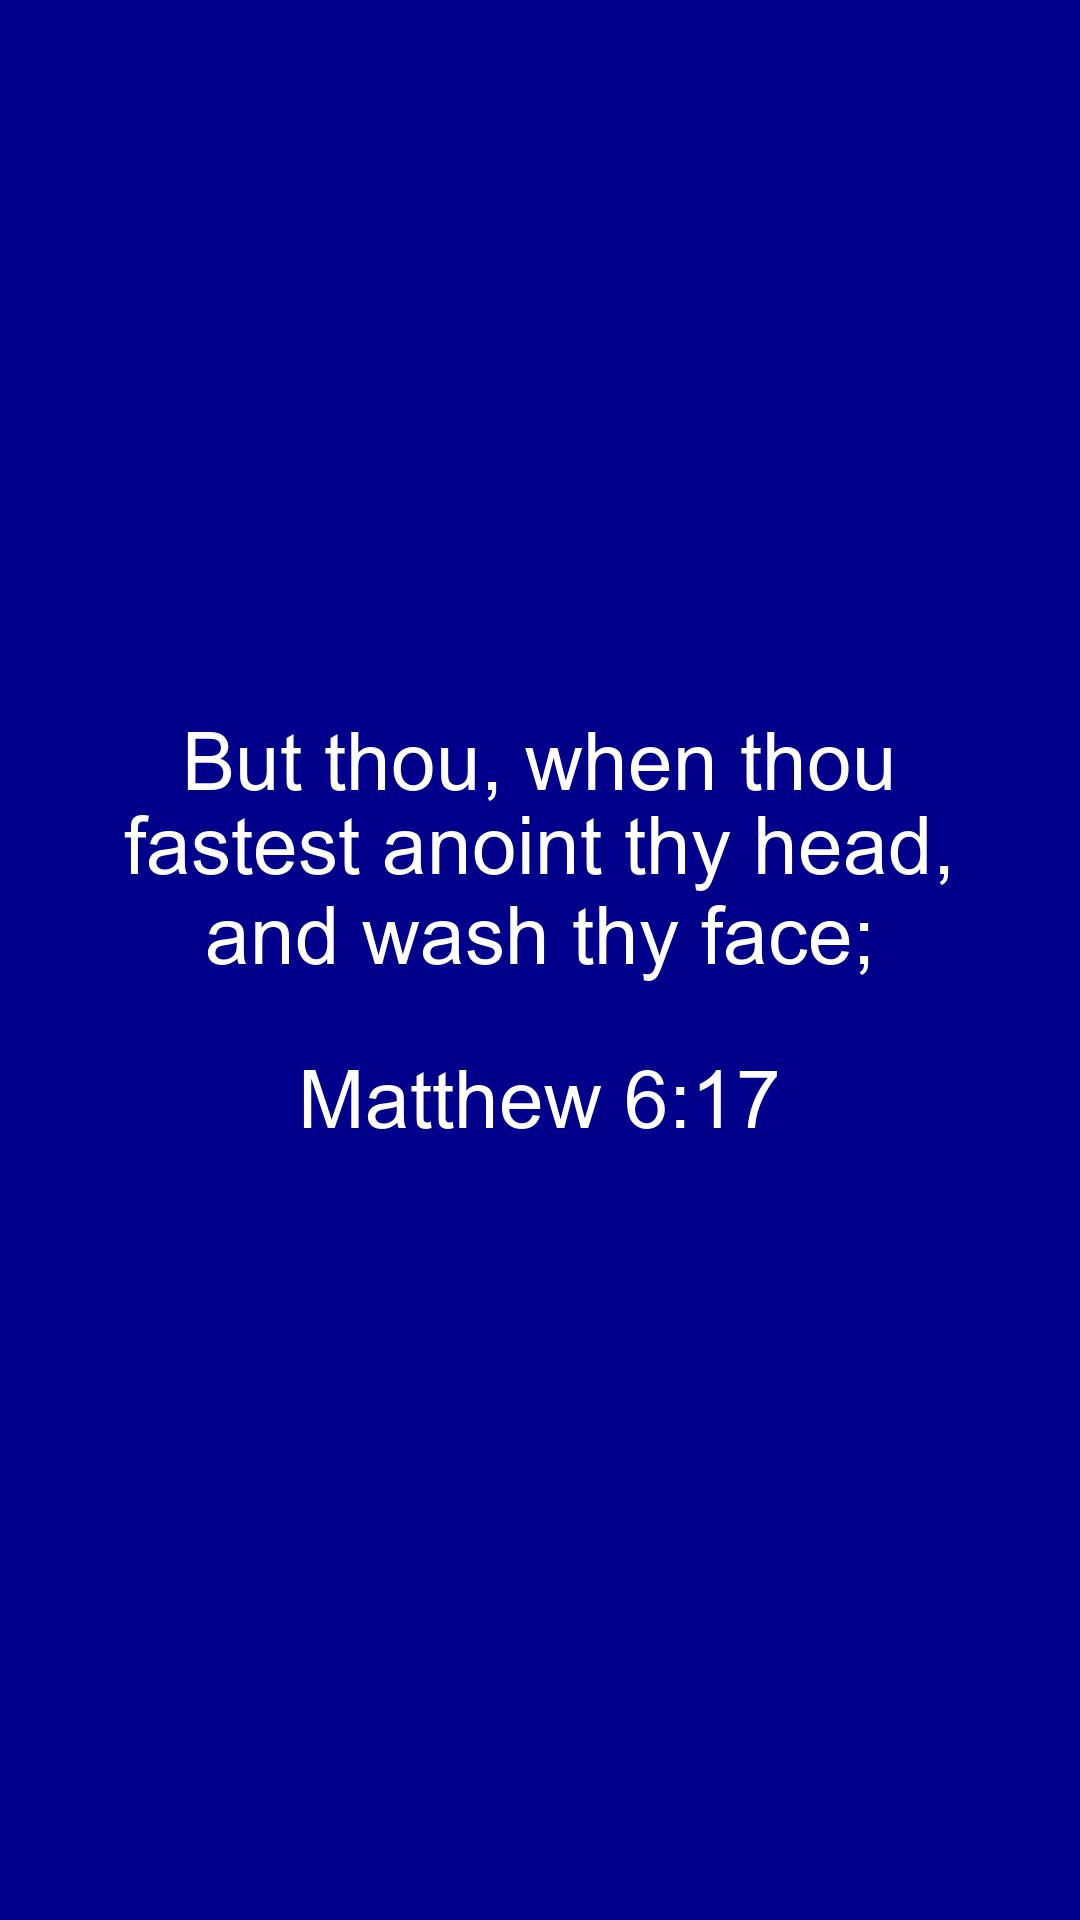 But thou, when thou
fastest anoint thy head,
and wash thy face;
Matthew 6:17